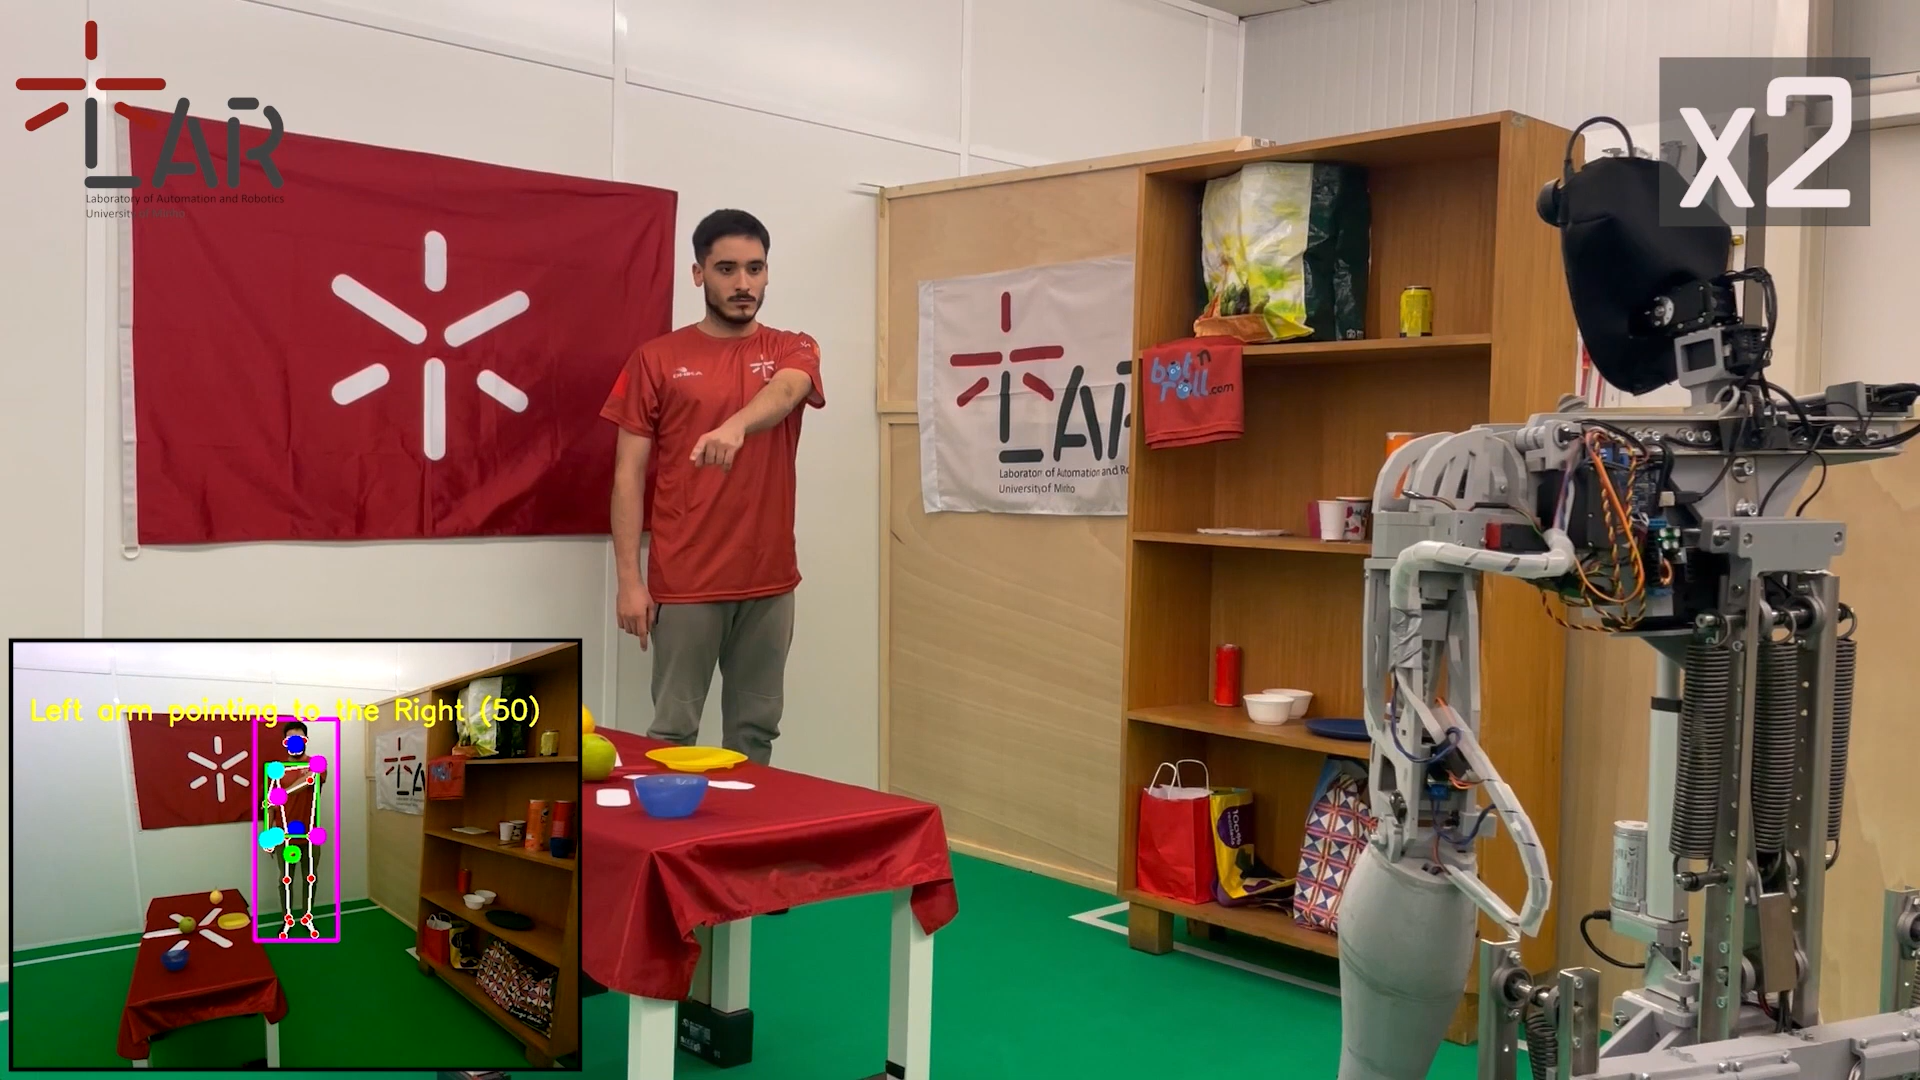 LAR
Laboratory of Automation and Robotics
University of Minho
x2
bot n
roll.com
LAR
Laboratory of Automation and Ro
University of Minho
Left arm pointing to the Right (50)
100%